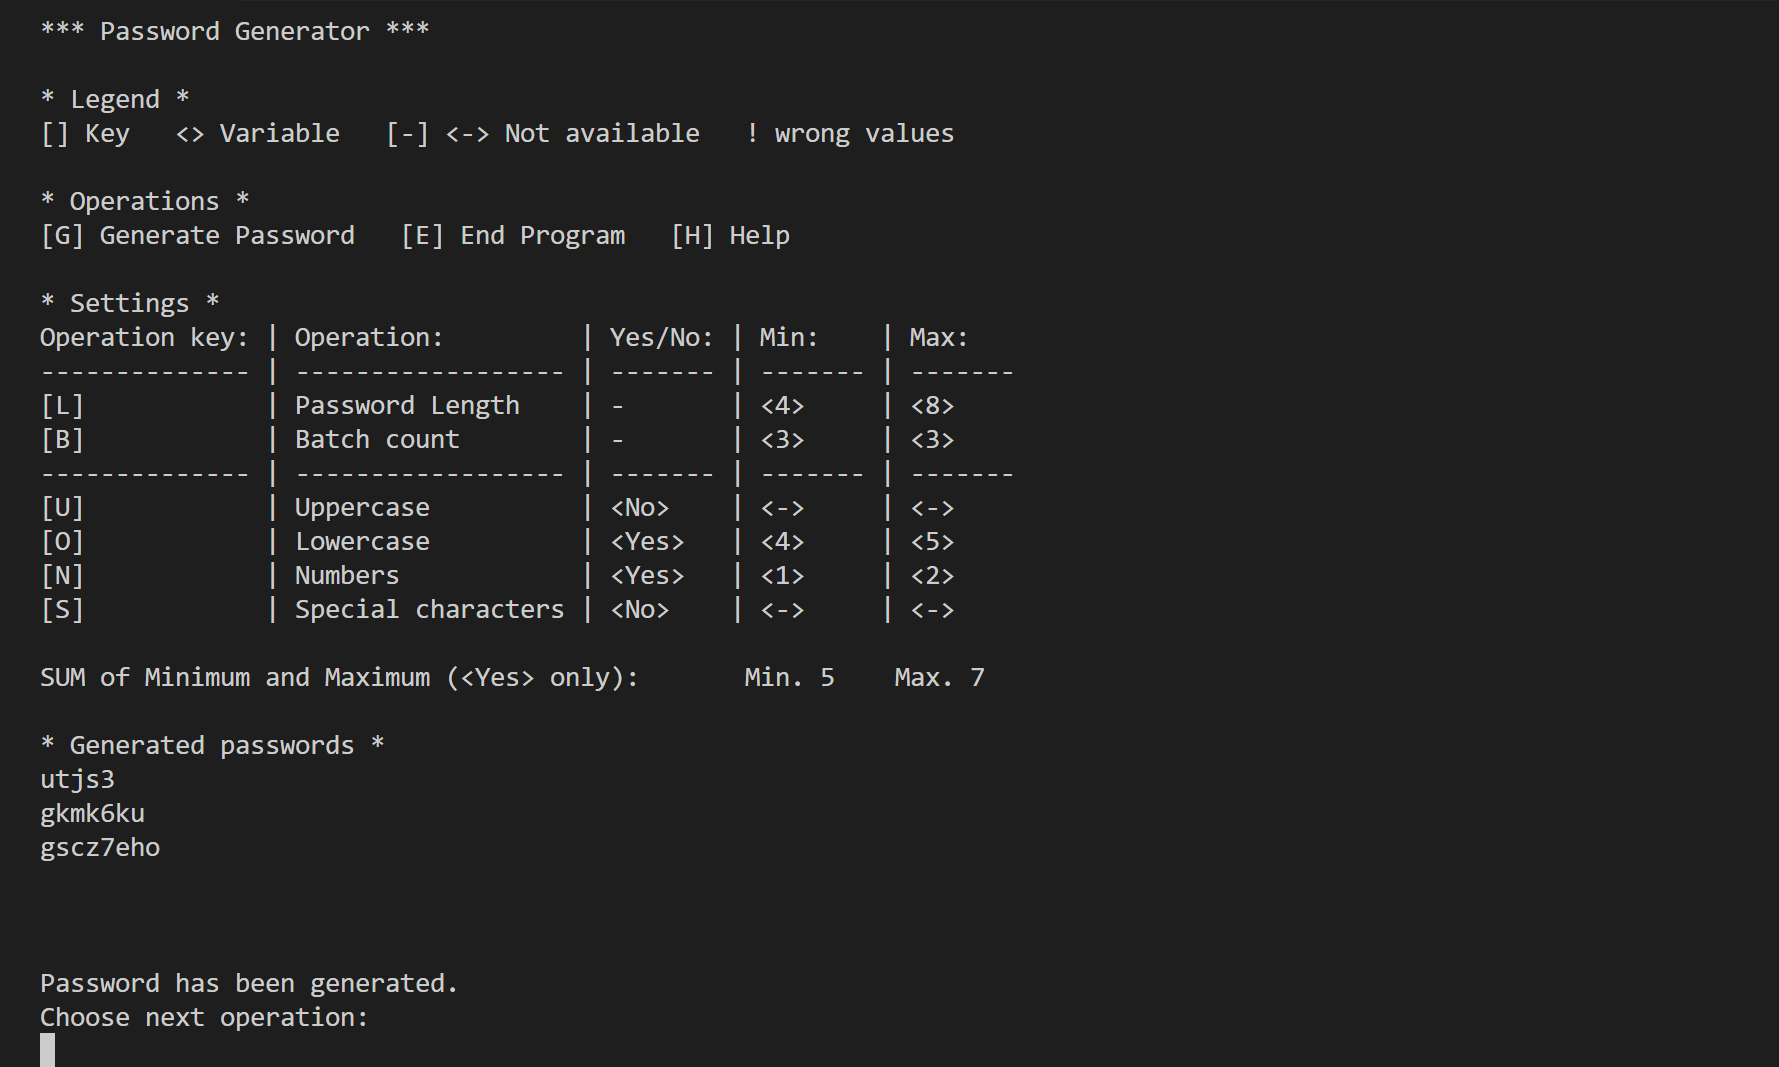 *** Password Generator ***
* Legend *
[] Key   <> Variable   [-] <-> Not available   ! wrong values
* Operations *
[G] Generate Password   [E] End Program   [H] Help
* Settings *
Operation key: | Operation:         | Yes/No: | Min:    | Max:
-------------- | ------------------ | ------- | ------- | -------
[L]            | Password Length    | -       | <4>     | <8>
[B]            | Batch count        | -       | <3>     | <3>
-------------- | ------------------ | ------- | ------- | -------
[U]            | Uppercase          | <No>    | <->     | <->
[O]            | Lowercase          | <Yes>   | <4>     | <5>
[N]            | Numbers            | <Yes>   | <1>     | <2>
[S]            | Special characters | <No>    | <->     | <->
SUM of Minimum and Maximum (<Yes> only):       Min. 5    Max. 7
* Generated passwords *
utjs3
gkmk6ku
gscz7eho
Password has been generated.
Choose next operation: